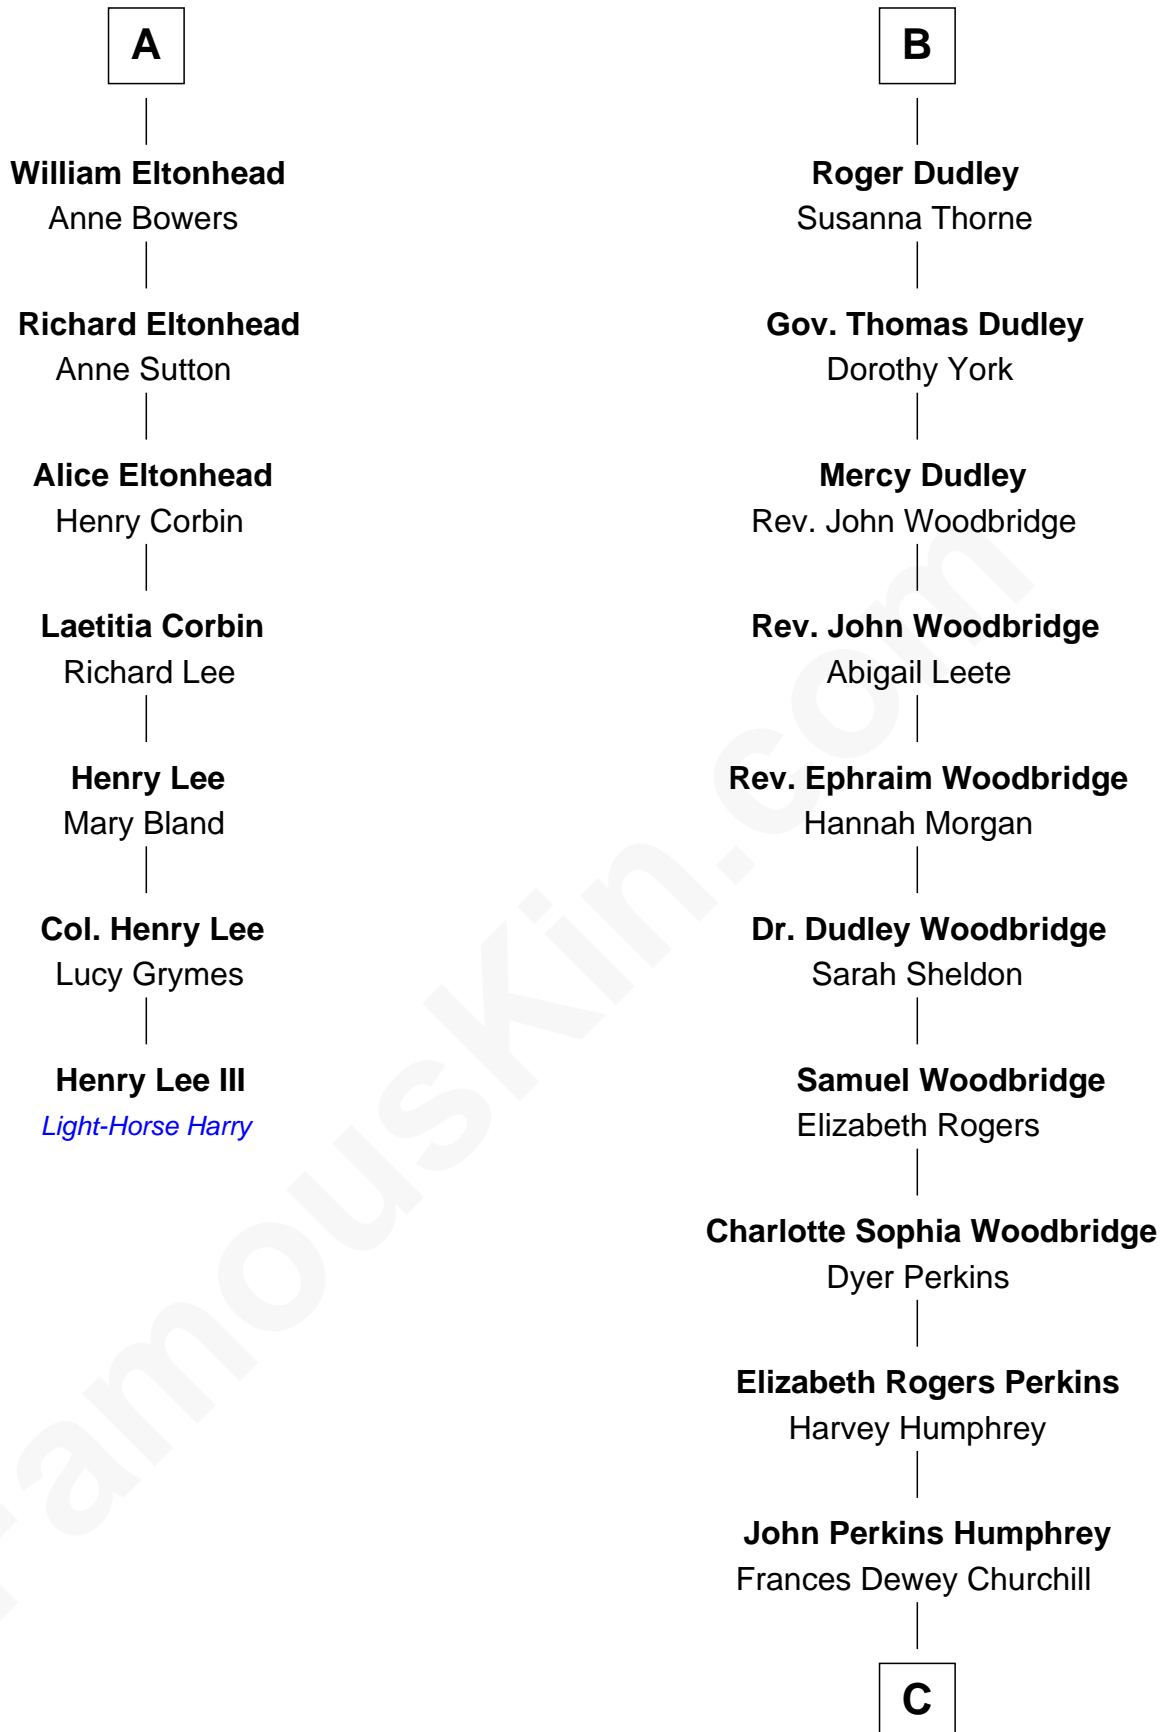 A
William Eltonhead
Anne Bowers
Richard Eltonhead
Anne Sutton
Alice Eltonhead
Henry Corbin
Laetitia Corbin
Richard Lee
Henry Lee
Mary Bland
Col. Henry Lee
Lucy Grymes
Henry Lee III
Light-Horse Harry
B
Roger Dudley
Susanna Thorne
Gov. Thomas Dudley
Dorothy York
Mercy Dudley
Rev. John Woodbridge
Rev. John Woodbridge
Abigail Leete
Rev. Ephraim Woodbridge
Hannah Morgan
Dr. Dudley Woodbridge
Sarah Sheldon
Samuel Woodbridge
Elizabeth Rogers
Charlotte Sophia Woodbridge
Dyer Perkins
Elizabeth Rogers Perkins
Harvey Humphrey
John Perkins Humphrey
Frances Dewey Churchill
C
FamousKin.com